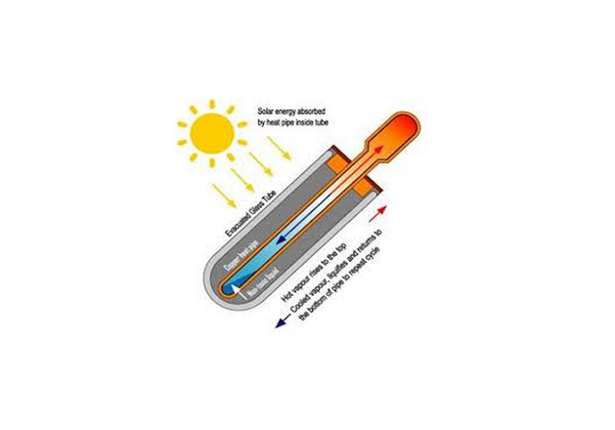 Solar energy absorbed
by heat pipe inside tube
Evacuated Glass Tube
Copper heat pipe
Non-toxic liquid
Hot vapour rises to the top
Cooled vapour, liquifies and returns to
the bottom of pipe to repeat cycle